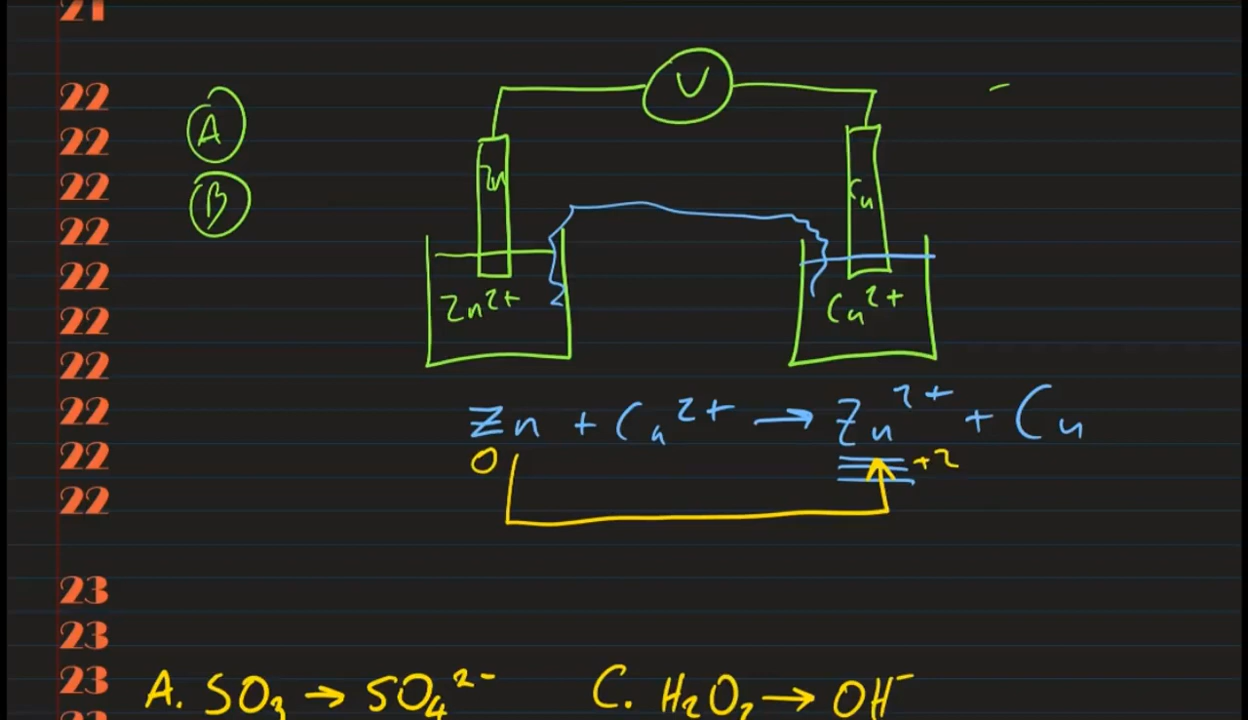 21
22
22
22
22
22
22
22
22
22
22
A
B
V
Zn
Cu
Zn²⁺
Cu²⁺
Zn + Cu²⁺ → Zn²⁺ + Cu
0
+2
23
23
23
A. SO₃ → SO₄²⁻ C. H₂O₂ → OH⁻